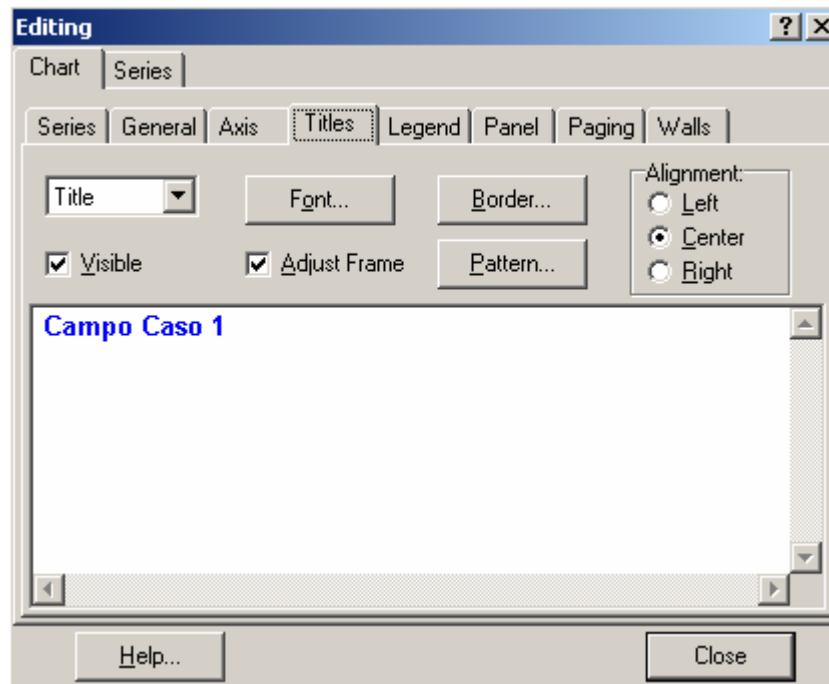 Editing
Chart Series
Series General Axis Titles Legend Panel Paging Walls
Title Font... Border... Alignment:
Left
Center
Right
Visible Adjust Frame Pattern...
Campo Caso 1
Help... Close